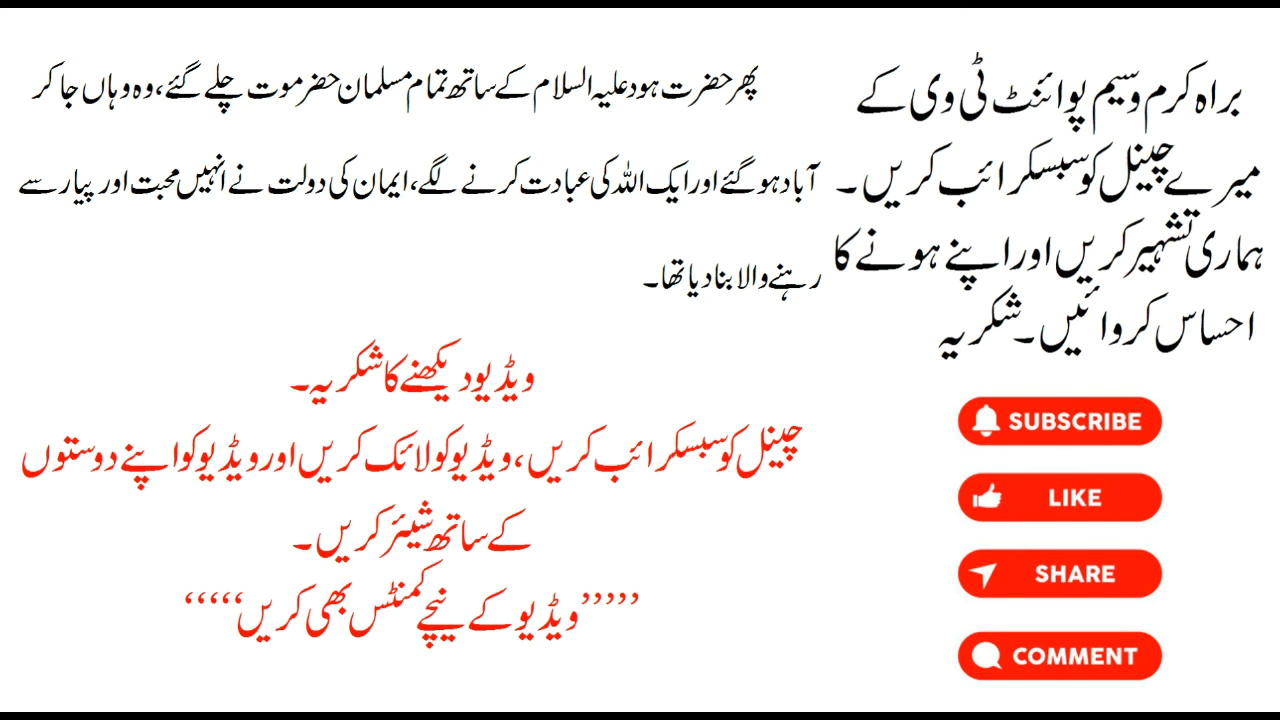 براہ کرم وسیم پوائنٹ ٹی وی کے
میرے چینل کو سبسکرائب کریں۔
ہماری تشہیر کریں اور اپنے ہونے کا
احساس کروائیں۔ شکریہ
SUBSCRIBE
LIKE
SHARE
COMMENT
پھر حضرت ہود علیہ السلام کے ساتھ تمام مسلمان حضر موت چلے گئے، وہ وہاں جا کر
آباد ہو گئے اور ایک اللہ کی عبادت کرنے لگے، ایمان کی دولت نے انہیں محبت اور پیار سے
رہنے والا بنا دیا تھا۔
ویڈیو دیکھنے کا شکریہ۔
چینل کو سبسکرائب کریں، ویڈیو کو لائک کریں اور ویڈیو کو اپنے دوستوں
کے ساتھ شیئر کریں۔
’’’’’ویڈیو کے نیچے کمنٹس بھی کریں‘‘‘‘‘